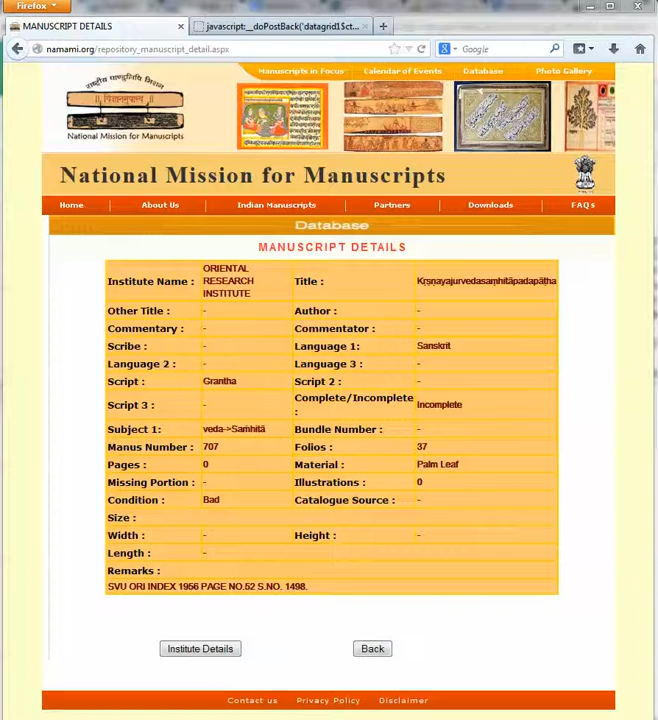 Firefox
MANUSCRIPT DETAILS
javascript:__doPostBack('datagrid1$ct...
namami.org/repository_manuscript_detail.aspx
Google
राष्ट्रीय पाण्डुलिपि मिशन
National Mission for Manuscripts
Manuscripts in Focus
Calendar of Events
Database
Photo Gallery
National Mission for Manuscripts
Home
About Us
Indian Manuscripts
Partners
Downloads
FAQs
Database
MANUSCRIPT DETAILS
Institute Name : ORIENTAL RESEARCH INSTITUTE Title : Kṛṣṇayajurvedasaṃhitāpadapāṭha
Other Title : - Author : -
Commentary : - Commentator : -
Scribe : - Language 1: Sanskrit
Language 2 : - Language 3 : -
Script : Grantha Script 2 : -
Script 3 : - Complete/Incomplete : Incomplete
Subject 1: veda->Saṁhitā Bundle Number : -
Manus Number : 707 Folios : 37
Pages : 0 Material : Palm Leaf
Missing Portion : - Illustrations : 0
Condition : Bad Catalogue Source : -
Size :
Width : - Height : -
Length : -
Remarks :
SVU ORI INDEX 1956 PAGE NO.52 S.NO. 1498.
Institute Details
Back
Contact us
Privacy Policy
Disclaimer